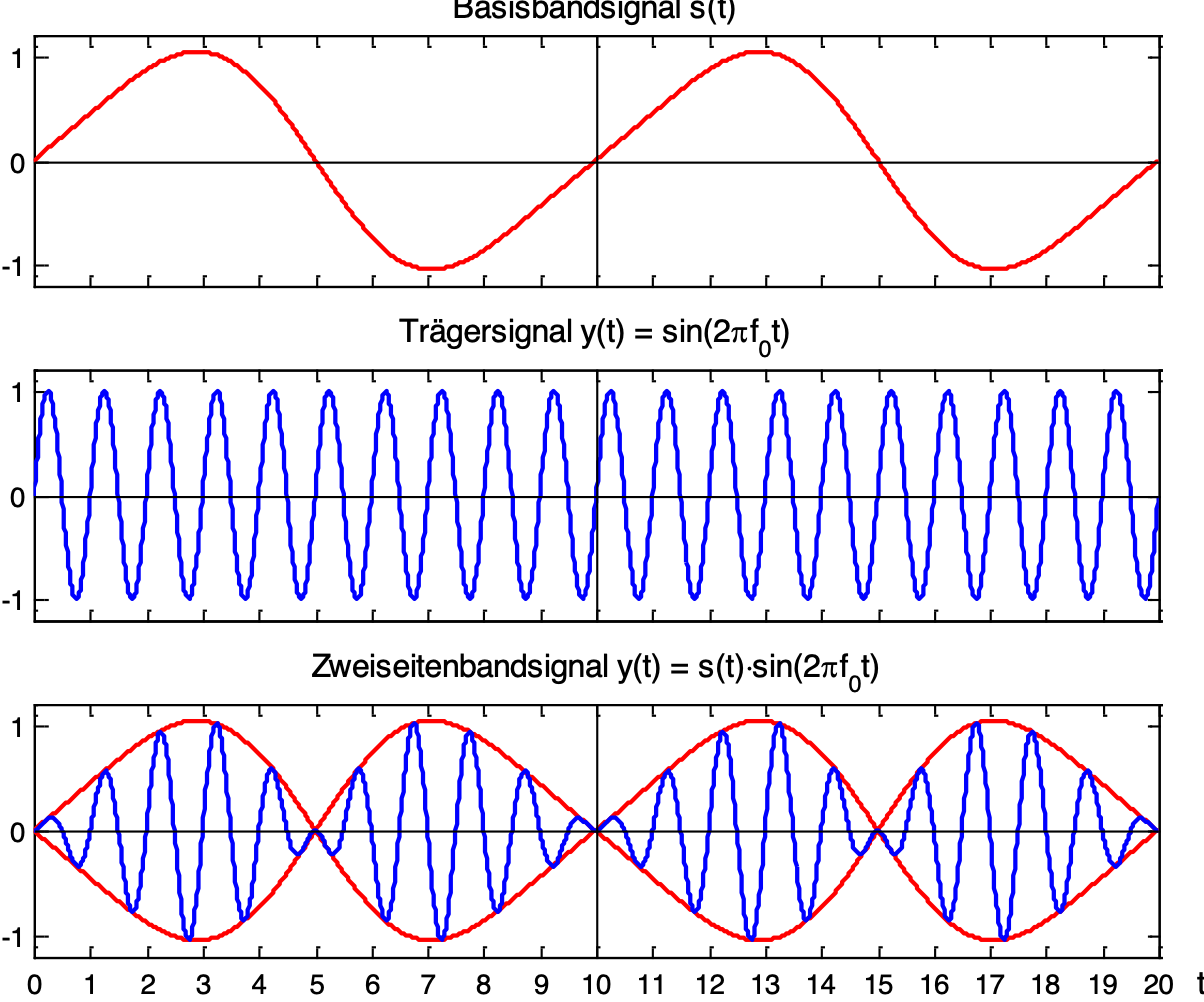 Basisbandsignal s(t)
1
0
-1
Trägersignal y(t) = sin(2πf₀t)
1
0
-1
Zweiseitenbandsignal y(t) = s(t)·sin(2πf₀t)
1
0
-1
0 1 2 3 4 5 6 7 8 9 10 11 12 13 14 15 16 17 18 19 20 t